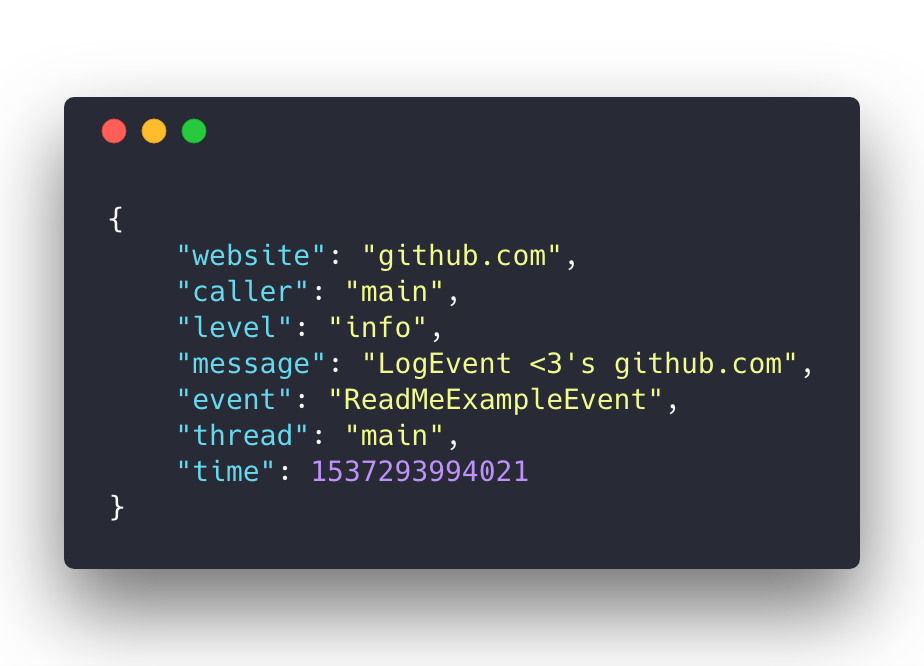 {
"website": "github.com",
"caller": "main",
"level": "info",
"message": "LogEvent <3's github.com",
"event": "ReadMeExampleEvent",
"thread": "main",
"time": 1537293994021
}